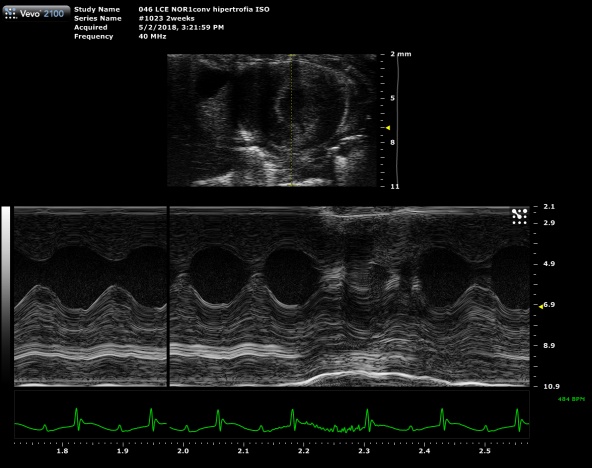 Vevo 2100
Study Name 046 LCE NOR1conv hipertrofia ISO
Series Name #1023 2weeks
Acquired 5/2/2018, 3:21:59 PM
Frequency 40 MHz
2 mm
5
8
11
2.1
2.9
4.9
6.9
8.9
10.9
484 BPM
1.8 1.9 2.0 2.1 2.2 2.3 2.4 2.5